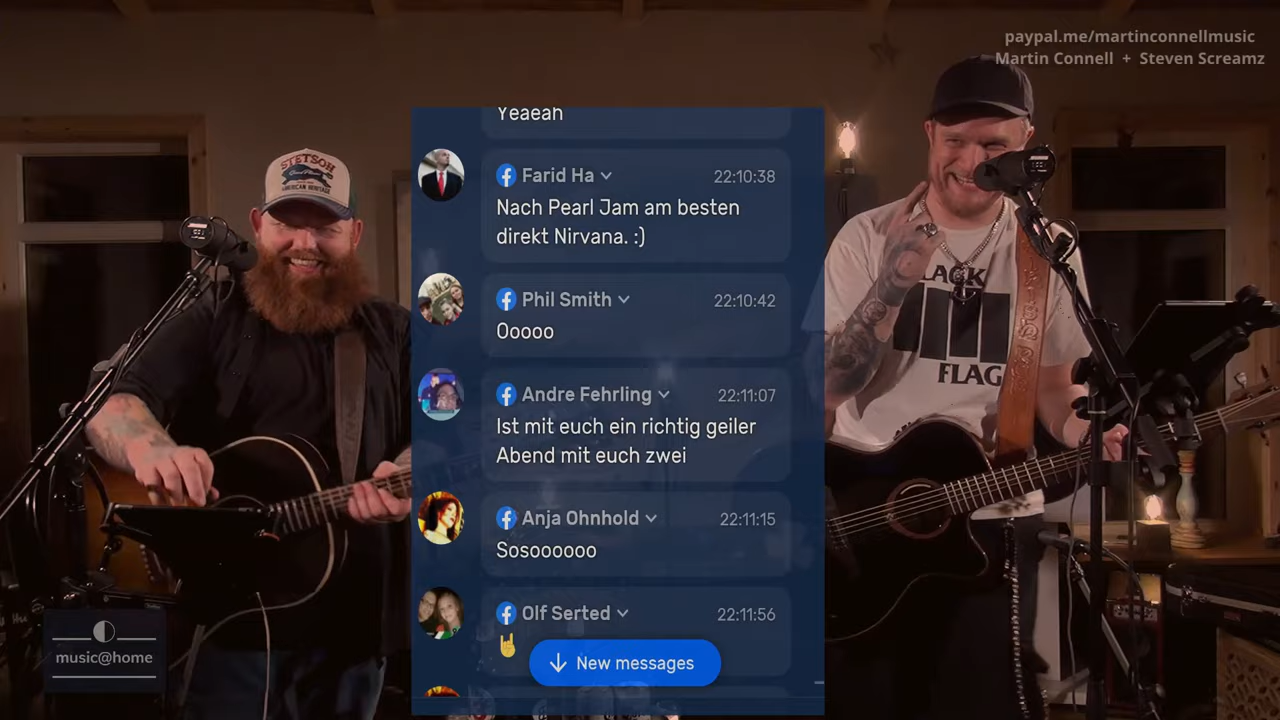 paypal.me/martinconnellmusic
Martin Connell + Steven Screamz
Yeaeah
Farid Ha
22:10:38
Nach Pearl Jam am besten
direkt Nirvana. :)
Phil Smith
22:10:42
Ooooo
Andre Fehrling
22:11:07
Ist mit euch ein richtig geiler
Abend mit euch zwei
Anja Ohnhold
22:11:15
Sosoooooo
Olf Serted
22:11:56
🤘
New messages
STETSON
AMERICAN HERITAGE
BLACK
FLAG
music@home